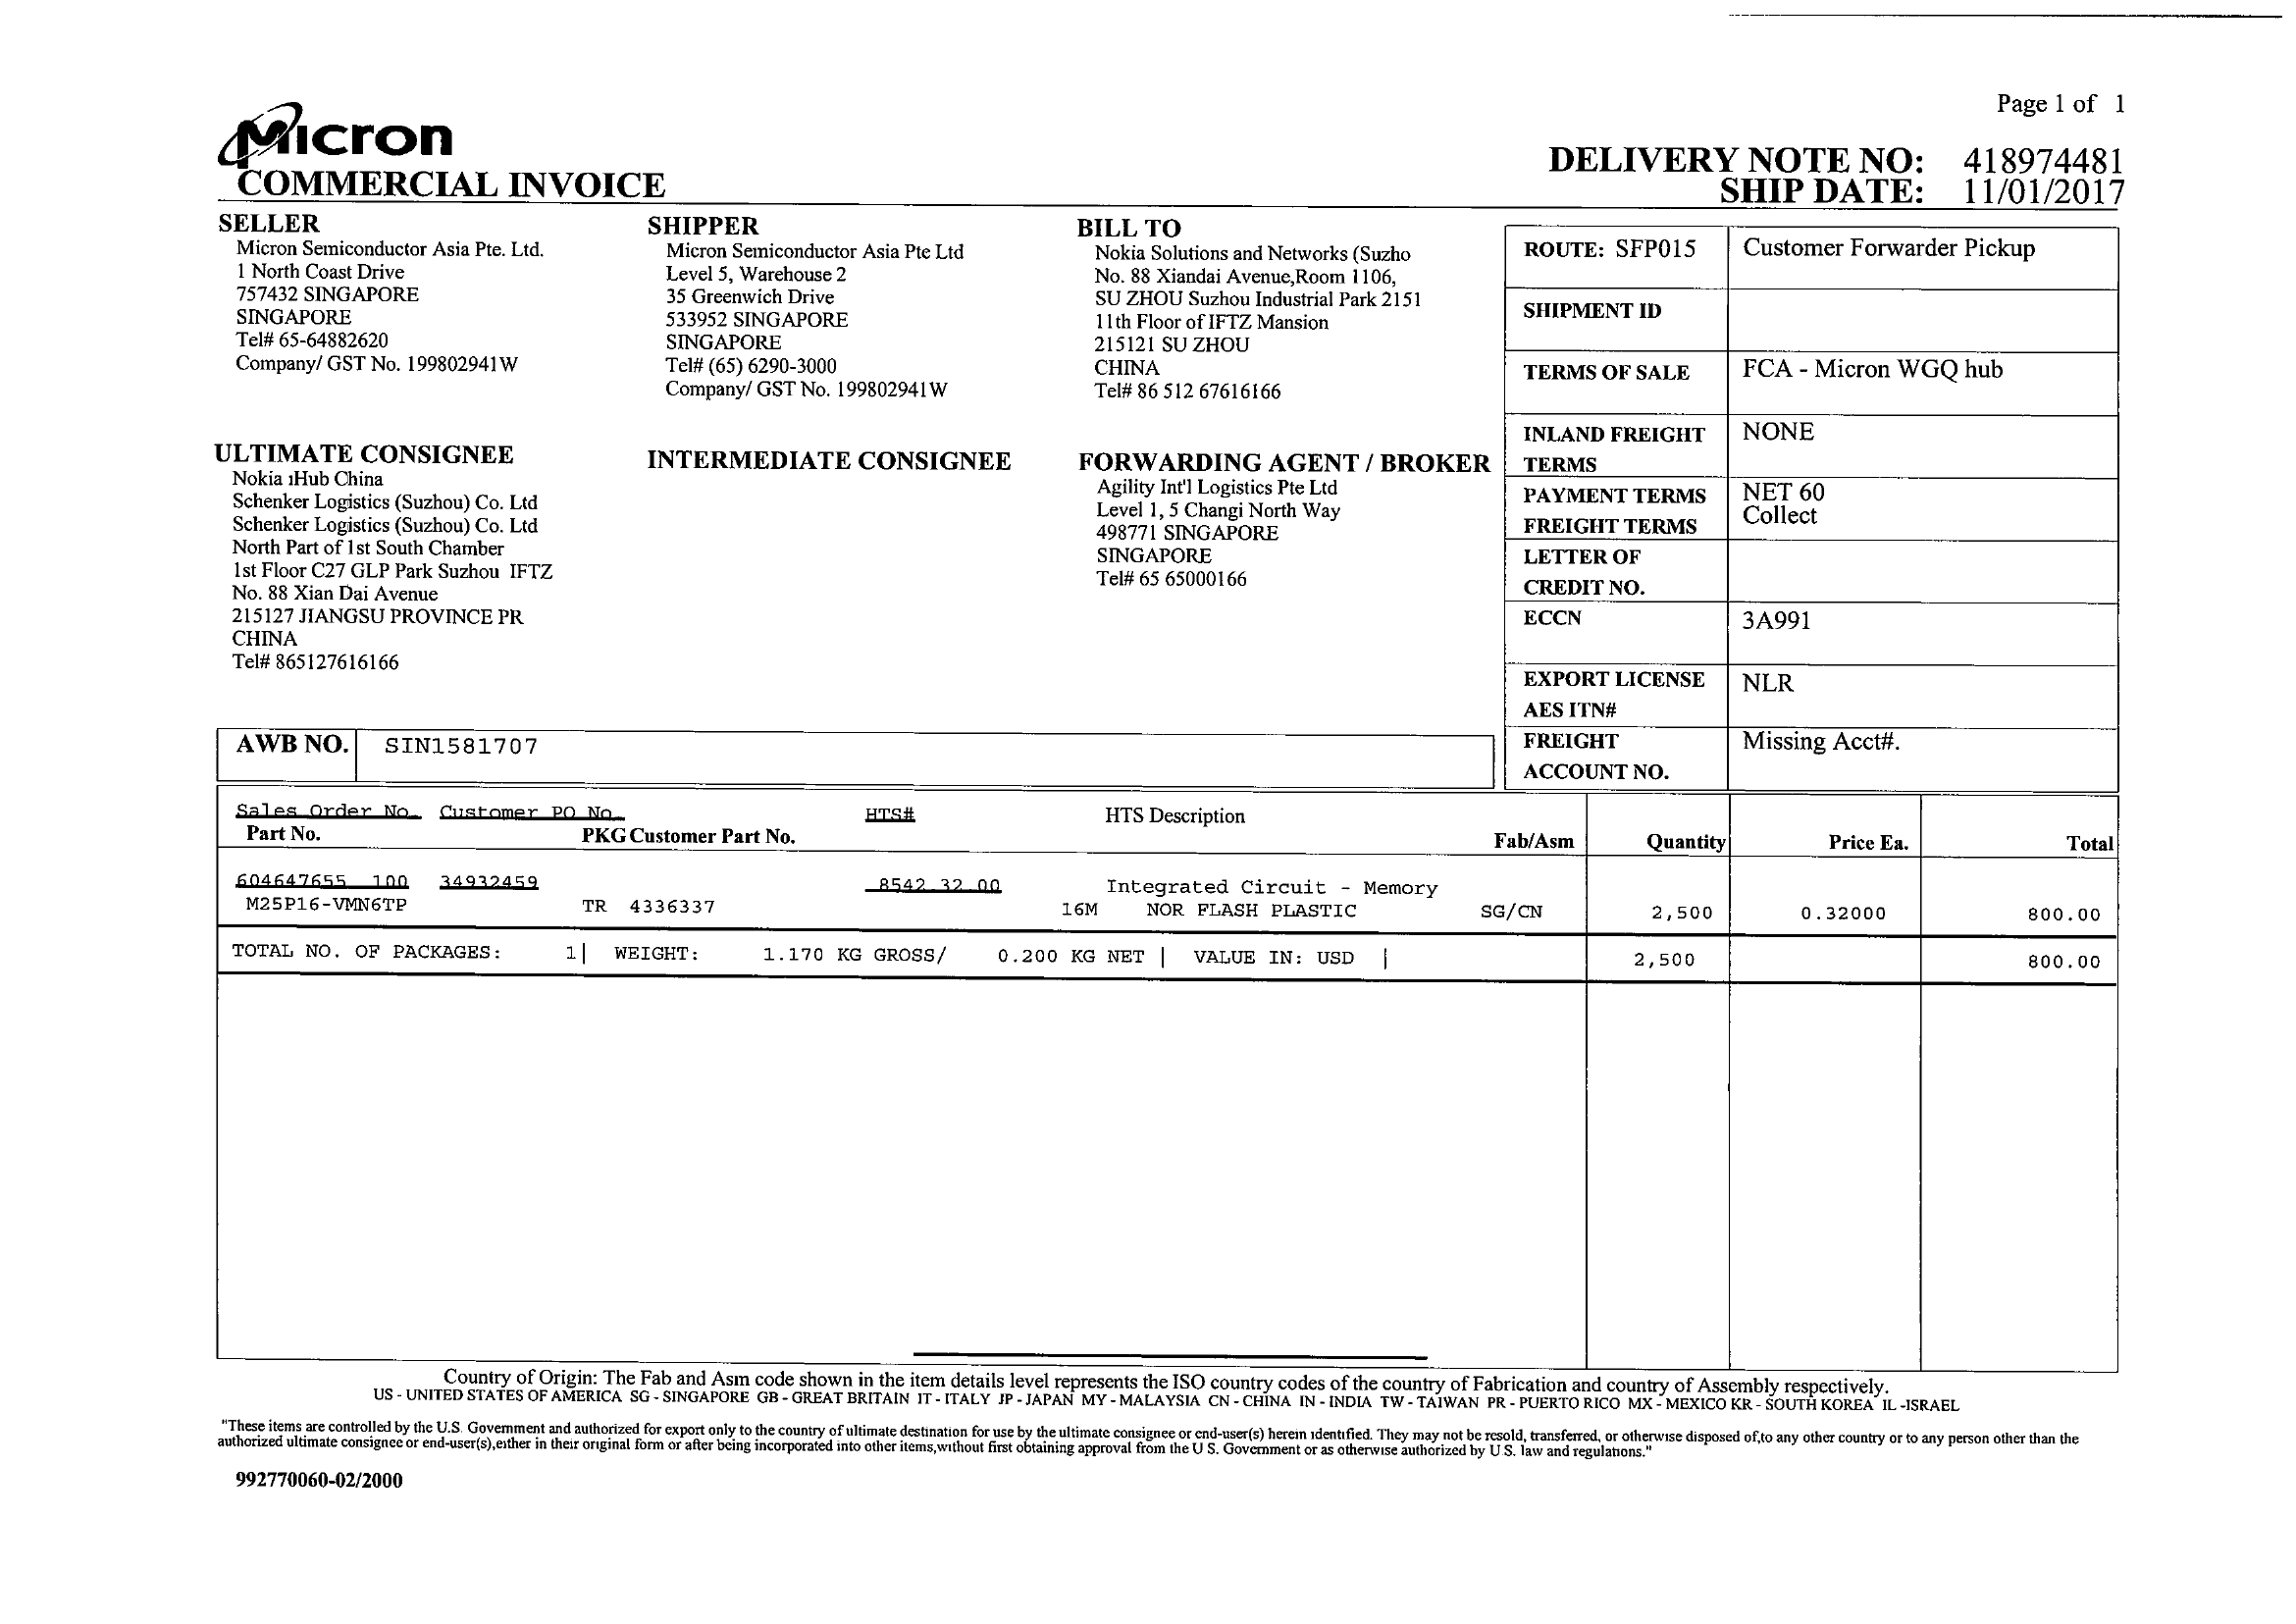 Page 1 of 1
Micron
COMMERCIAL INVOICE
DELIVERY NOTE NO: 418974481
SHIP DATE: 11/01/2017
SELLER
Micron Semiconductor Asia Pte. Ltd.
1 North Coast Drive
757432 SINGAPORE
SINGAPORE
Tel# 65-64882620
Company/ GST No. 199802941W
SHIPPER
Micron Semiconductor Asia Pte Ltd
Level 5, Warehouse 2
35 Greenwich Drive
533952 SINGAPORE
SINGAPORE
Tel# (65) 6290-3000
Company/ GST No. 199802941W
BILL TO
Nokia Solutions and Networks (Suzho
No. 88 Xiandai Avenue,Room 1106,
SU ZHOU Suzhou Industrial Park 2151
11th Floor of IFTZ Mansion
215121 SU ZHOU
CHINA
Tel# 86 512 67616166
ULTIMATE CONSIGNEE
Nokia iHub China
Schenker Logistics (Suzhou) Co. Ltd
Schenker Logistics (Suzhou) Co. Ltd
North Part of 1st South Chamber
1st Floor C27 GLP Park Suzhou IFTZ
No. 88 Xian Dai Avenue
215127 JIANGSU PROVINCE PR
CHINA
Tel# 865127616166
INTERMEDIATE CONSIGNEE
FORWARDING AGENT / BROKER
Agility Int'l Logistics Pte Ltd
Level 1, 5 Changi North Way
498771 SINGAPORE
SINGAPORE
Tel# 65 65000166
ROUTE: SFP015 Customer Forwarder Pickup
SHIPMENT ID
TERMS OF SALE FCA - Micron WGQ hub
INLAND FREIGHT NONE
TERMS
PAYMENT TERMS NET 60
FREIGHT TERMS Collect
LETTER OF
CREDIT NO.
ECCN 3A991
EXPORT LICENSE NLR
AES ITN#
FREIGHT Missing Acct#.
ACCOUNT NO.
AWB NO. SIN1581707
Sales Order No. Customer PO No. HTS# HTS Description
Part No. PKG Customer Part No. Fab/Asm Quantity Price Ea. Total
604647655 100 34932459 8542.32.00 Integrated Circuit - Memory
M25P16-VMN6TP TR 4336337 16M NOR FLASH PLASTIC SG/CN 2,500 0.32000 800.00
TOTAL NO. OF PACKAGES: 1| WEIGHT: 1.170 KG GROSS/ 0.200 KG NET | VALUE IN: USD | 2,500 800.00
Country of Origin: The Fab and Asm code shown in the item details level represents the ISO country codes of the country of Fabrication and country of Assembly respectively.
US - UNITED STATES OF AMERICA SG - SINGAPORE GB - GREAT BRITAIN IT - ITALY JP - JAPAN MY - MALAYSIA CN - CHINA IN - INDIA TW - TAIWAN PR - PUERTO RICO MX - MEXICO KR - SOUTH KOREA IL -ISRAEL
"These items are controlled by the U.S. Government and authorized for export only to the country of ultimate destination for use by the ultimate consignee or end-user(s) herein identified. They may not be resold, transferred, or otherwise disposed of,to any other country or to any person other than the
authorized ultimate consignee or end-user(s),either in their original form or after being incorporated into other items,without first obtaining approval from the U S. Government or as otherwise authorized by U.S. law and regulations."
992770060-02/2000